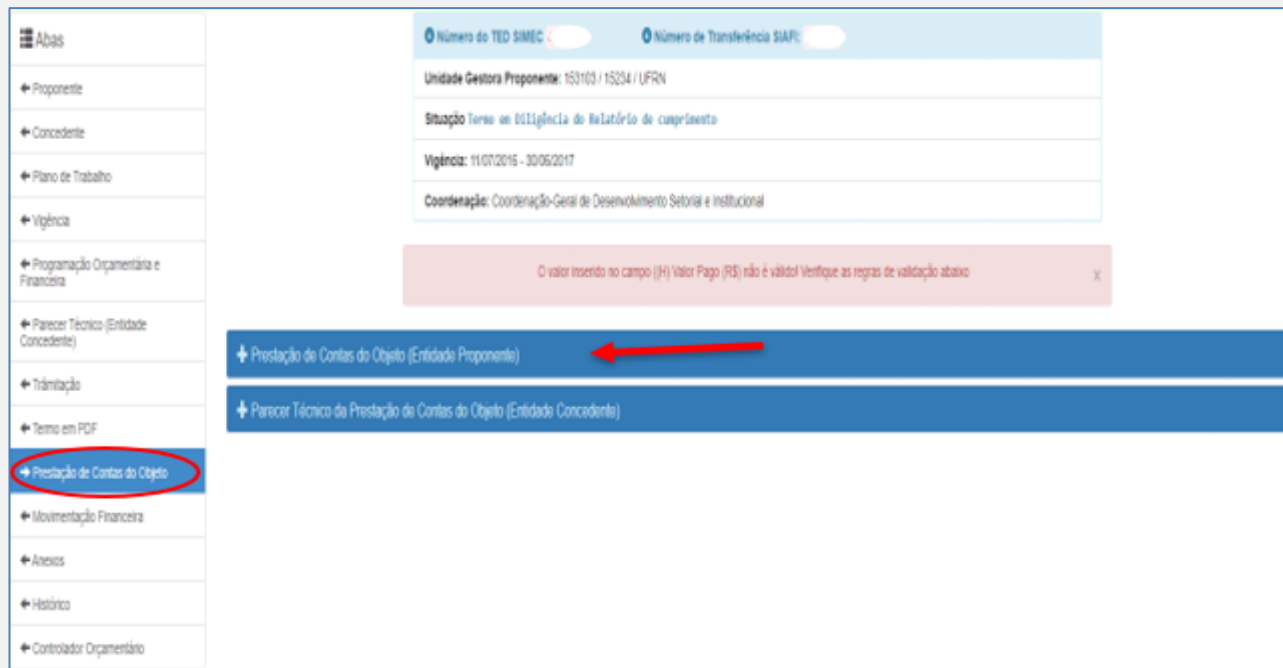 Abas
Proponente
Concedente
Plano de Trabalho
Vigência
Programação Orçamentária e
Financeira
Parecer Técnico (Entidade
Concedente)
Trâmitação
Termo em PDF
Prestação de Contas do Objeto
Movimentação Financeira
Anexos
Histórico
Controlador Orçamentário
Número do TED SIMEC Número de Transferência SIAFI:
Unidade Gestora Proponente: 153103 / 15234 / UFRN
Situação Termo em Diligência do Relatório de cumprimento
Vigência: 11/07/2016 - 30/06/2017
Coordenação: Coordenação-Geral de Desenvolvimento Setorial e Institucional
O valor inserido no campo ((H) Valor Pago (R$) não é válido! Verifique as regras de validação abaixo x
Prestação de Contas do Objeto (Entidade Proponente)
Parecer Técnico da Prestação de Contas do Objeto (Entidade Concedente)